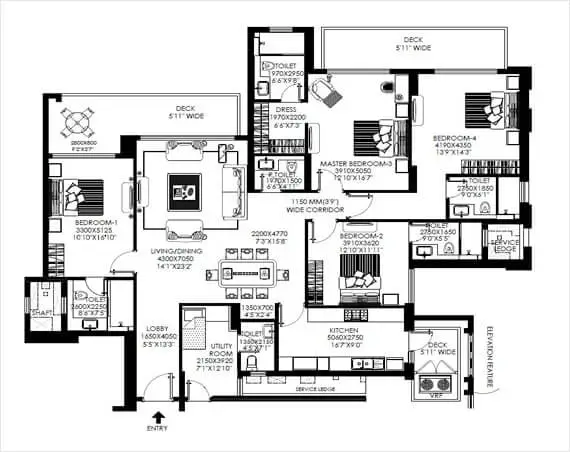 DECK
5'11" WIDE
TOILET
1970X2950
6'6"X9'8"
DECK
5'11" WIDE
DRESS
1970X2200
6'6"X7'3"
MASTER BEDROOM-3
3910X5050
12'10"X16'7"
BEDROOM-4
4190X4350
13'9"X14'3"
P.TOILET
1970X1500
6'6"X4'11"
TOILET
2750X1850
9'0"X6'1"
1150 MM(3'9")
WIDE CORRIDOR
BEDROOM-1
3300X5125
10'10"X16'10"
LIVING/DINING
4300X7050
14'1"X23'2"
2200X4770
7'3"X15'8"
BEDROOM-2
3910X3620
12'10"X11'11"
TOILET
2750X1650
9'0"X5'5"
SERVICE
LEDGE
SHAFT
TOILET
2600X2250
8'6"X7'5"
1350X700
4'5"X2'4"
LOBBY
1650X4050
5'5"X13'3"
UTILITY
ROOM
2150X3920
7'1"X12'10"
TOILET
1350X2150
4'5"X7'1"
KITCHEN
5060X2750
16'7"X9'0"
DECK
5'11" WIDE
VRF
ELEVATION FEATURE
SERVICE LEDGE
ENTRY